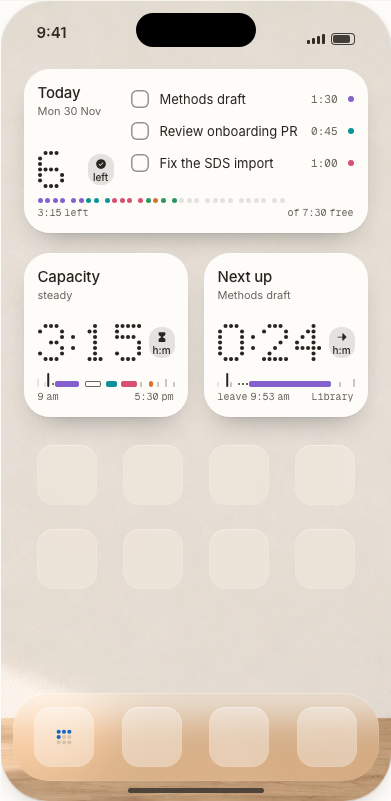 9:41
Today
Mon 30 Nov
6
left
Methods draft 1:30
Review onboarding PR 0:45
Fix the SDS import 1:00
3:15 left
of 7:30 free
Capacity
steady
3:15
h:m
9 am
5:30 pm
Next up
Methods draft
0:24
h:m
leave 9:53 am
Library